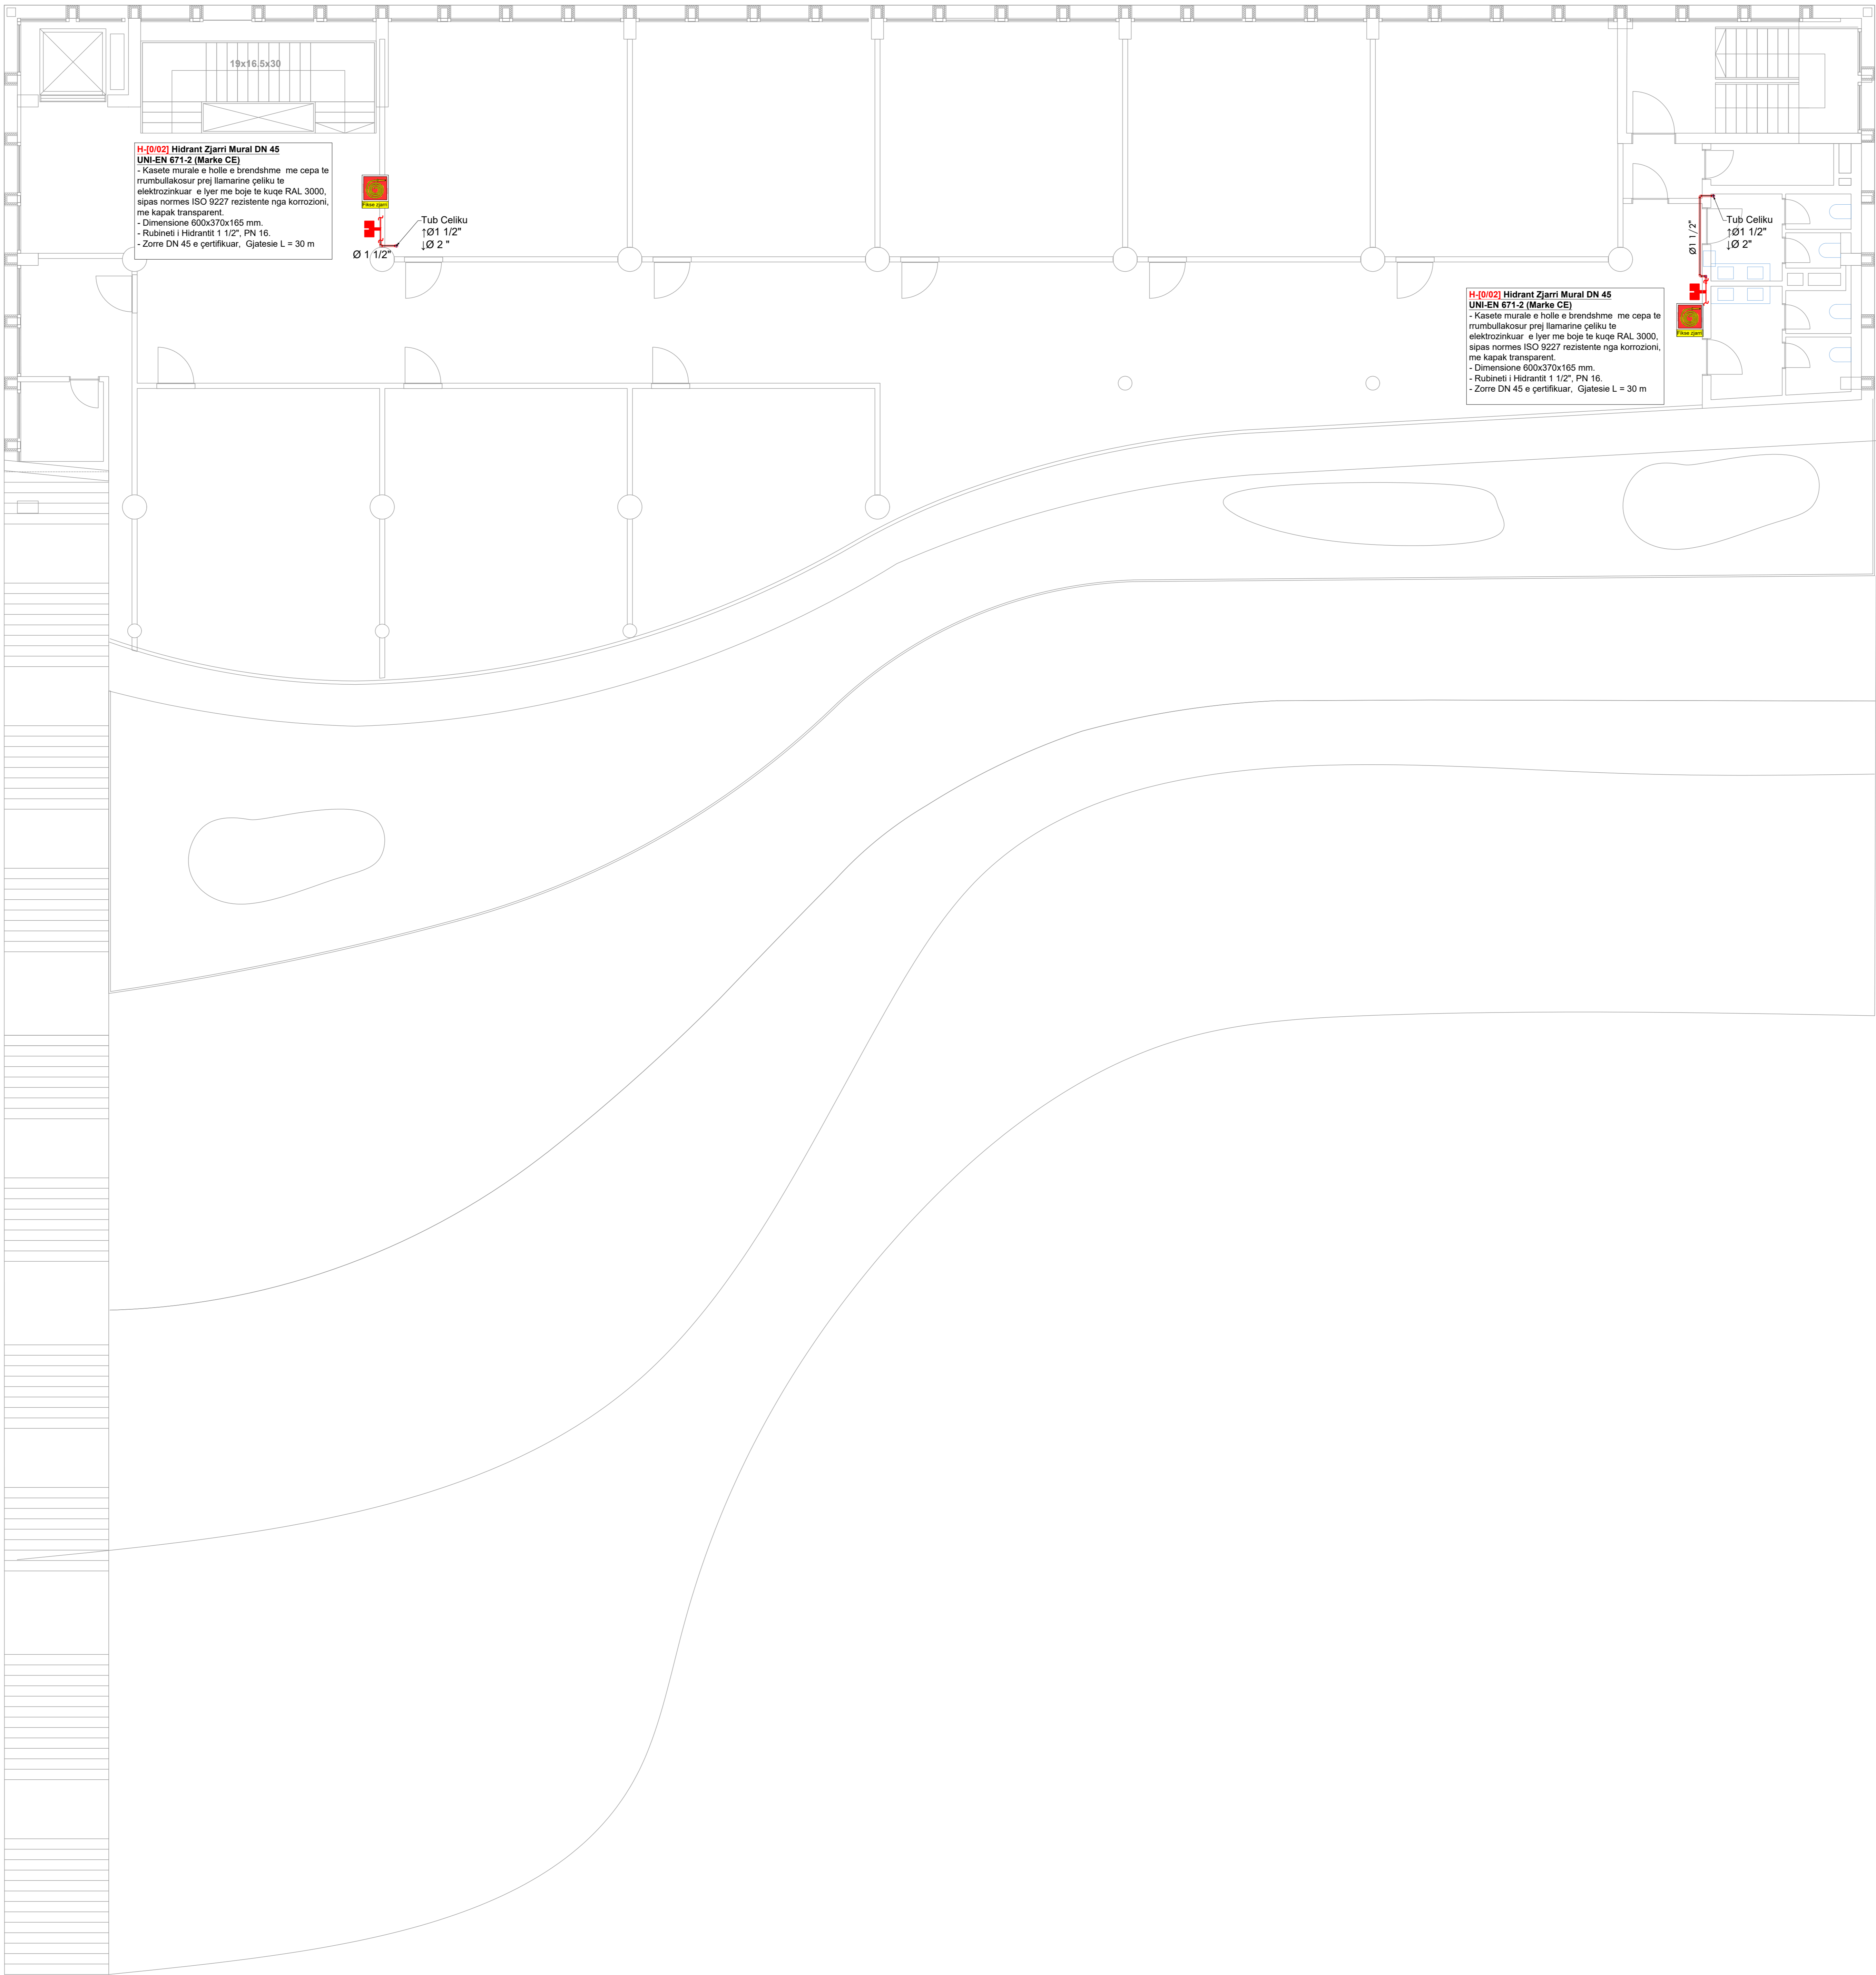 19x16.5x30
H-[0/02] Hidrant Zjarri Mural DN 45
UNI-EN 671-2 (Marke CE)
- Kasete murale e holle e brendshme me cepa te
rrumbullakosur prej llamarine çeliku te
elektrozinkuar e lyer me boje te kuqe RAL 3000,
sipas normes ISO 9227 rezistente nga korrozioni,
me kapak transparent.
- Dimensione 600x370x165 mm.
- Rubineti i Hidrantit 1 1/2", PN 16.
- Zorre DN 45 e çertifikuar, Gjatesie L = 30 m
Fikse zjarri
Tub Celiku
↑Ø1 1/2"
↓Ø 2 "
Ø 1 1/2"
Ø1 1/2"
Tub Celiku
↑Ø1 1/2"
↓Ø 2"
H-[0/02] Hidrant Zjarri Mural DN 45
UNI-EN 671-2 (Marke CE)
- Kasete murale e holle e brendshme me cepa te
rrumbullakosur prej llamarine çeliku te
elektrozinkuar e lyer me boje te kuqe RAL 3000,
sipas normes ISO 9227 rezistente nga korrozioni,
me kapak transparent.
- Dimensione 600x370x165 mm.
- Rubineti i Hidrantit 1 1/2", PN 16.
- Zorre DN 45 e çertifikuar, Gjatesie L = 30 m
Fikse zjarri